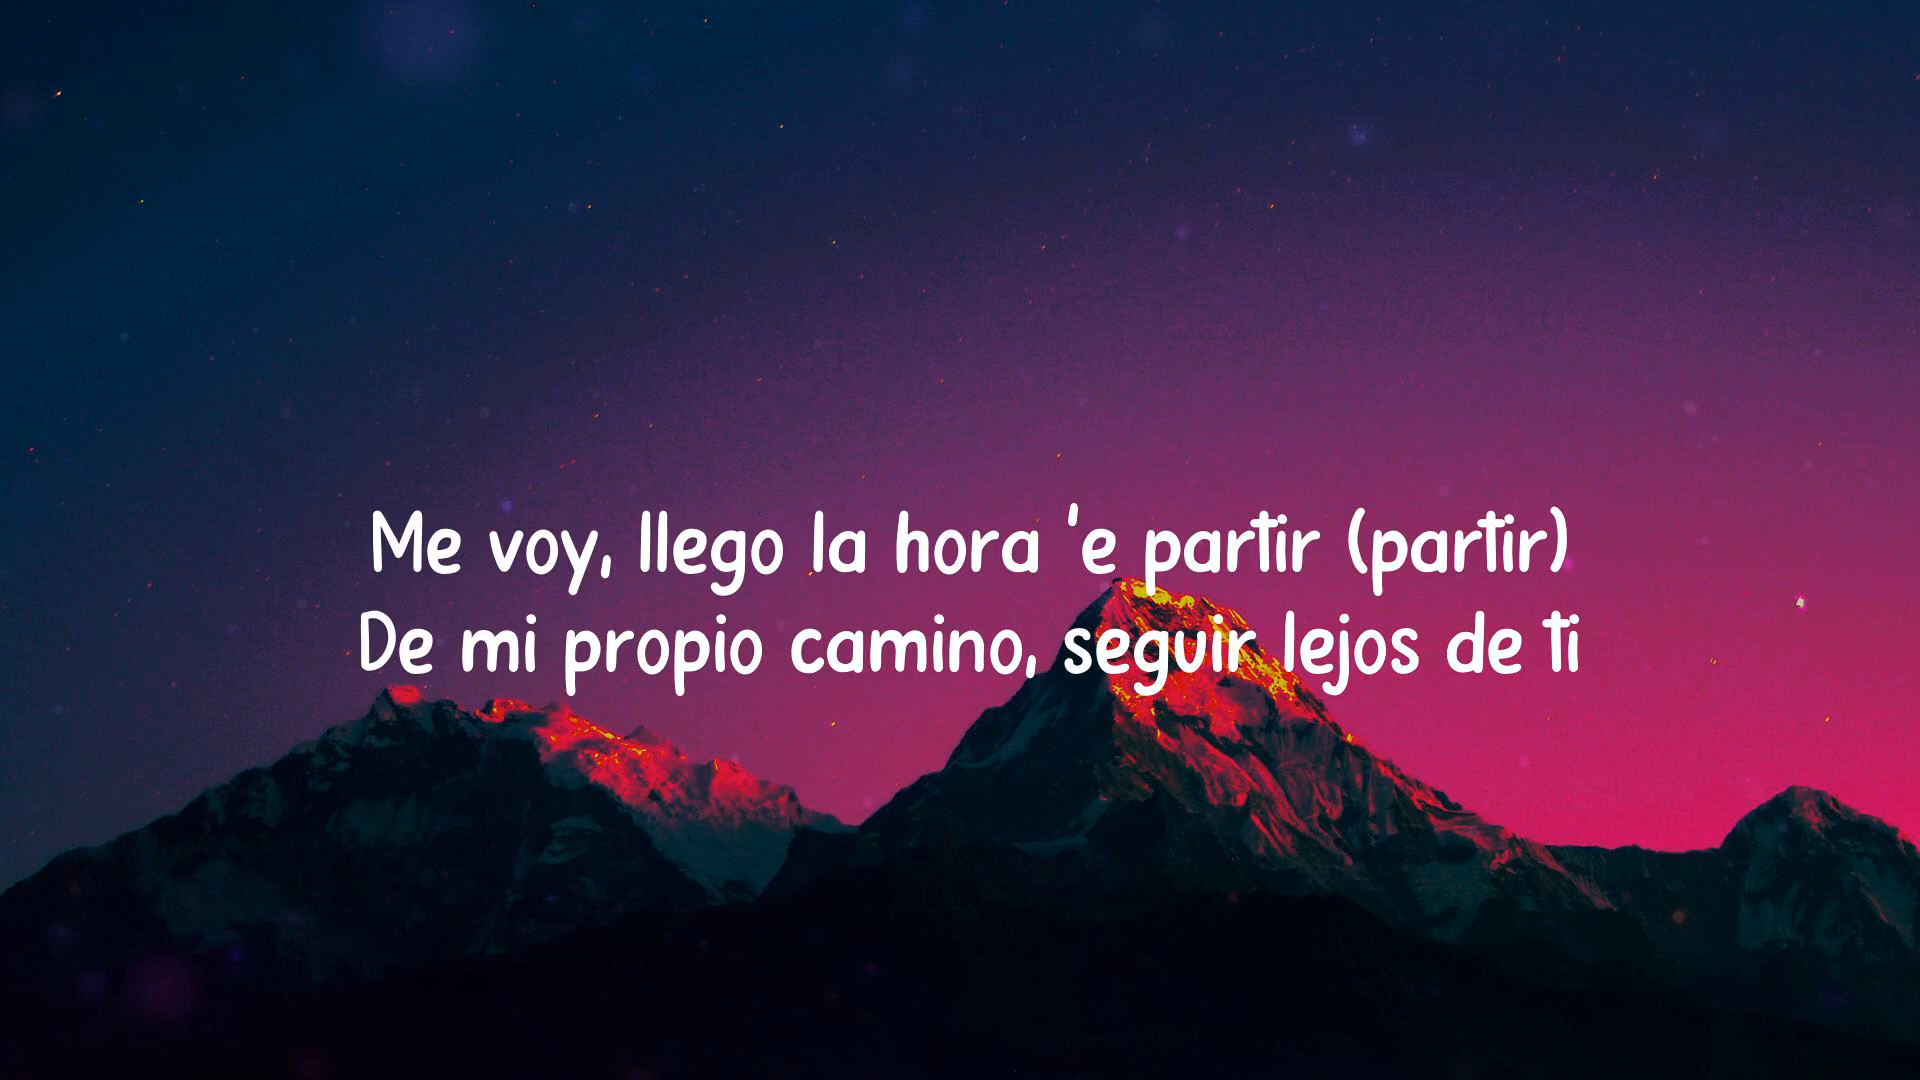 Me voy, llego la hora 'e partir (partir)
De mi propio camino, seguir lejos de ti